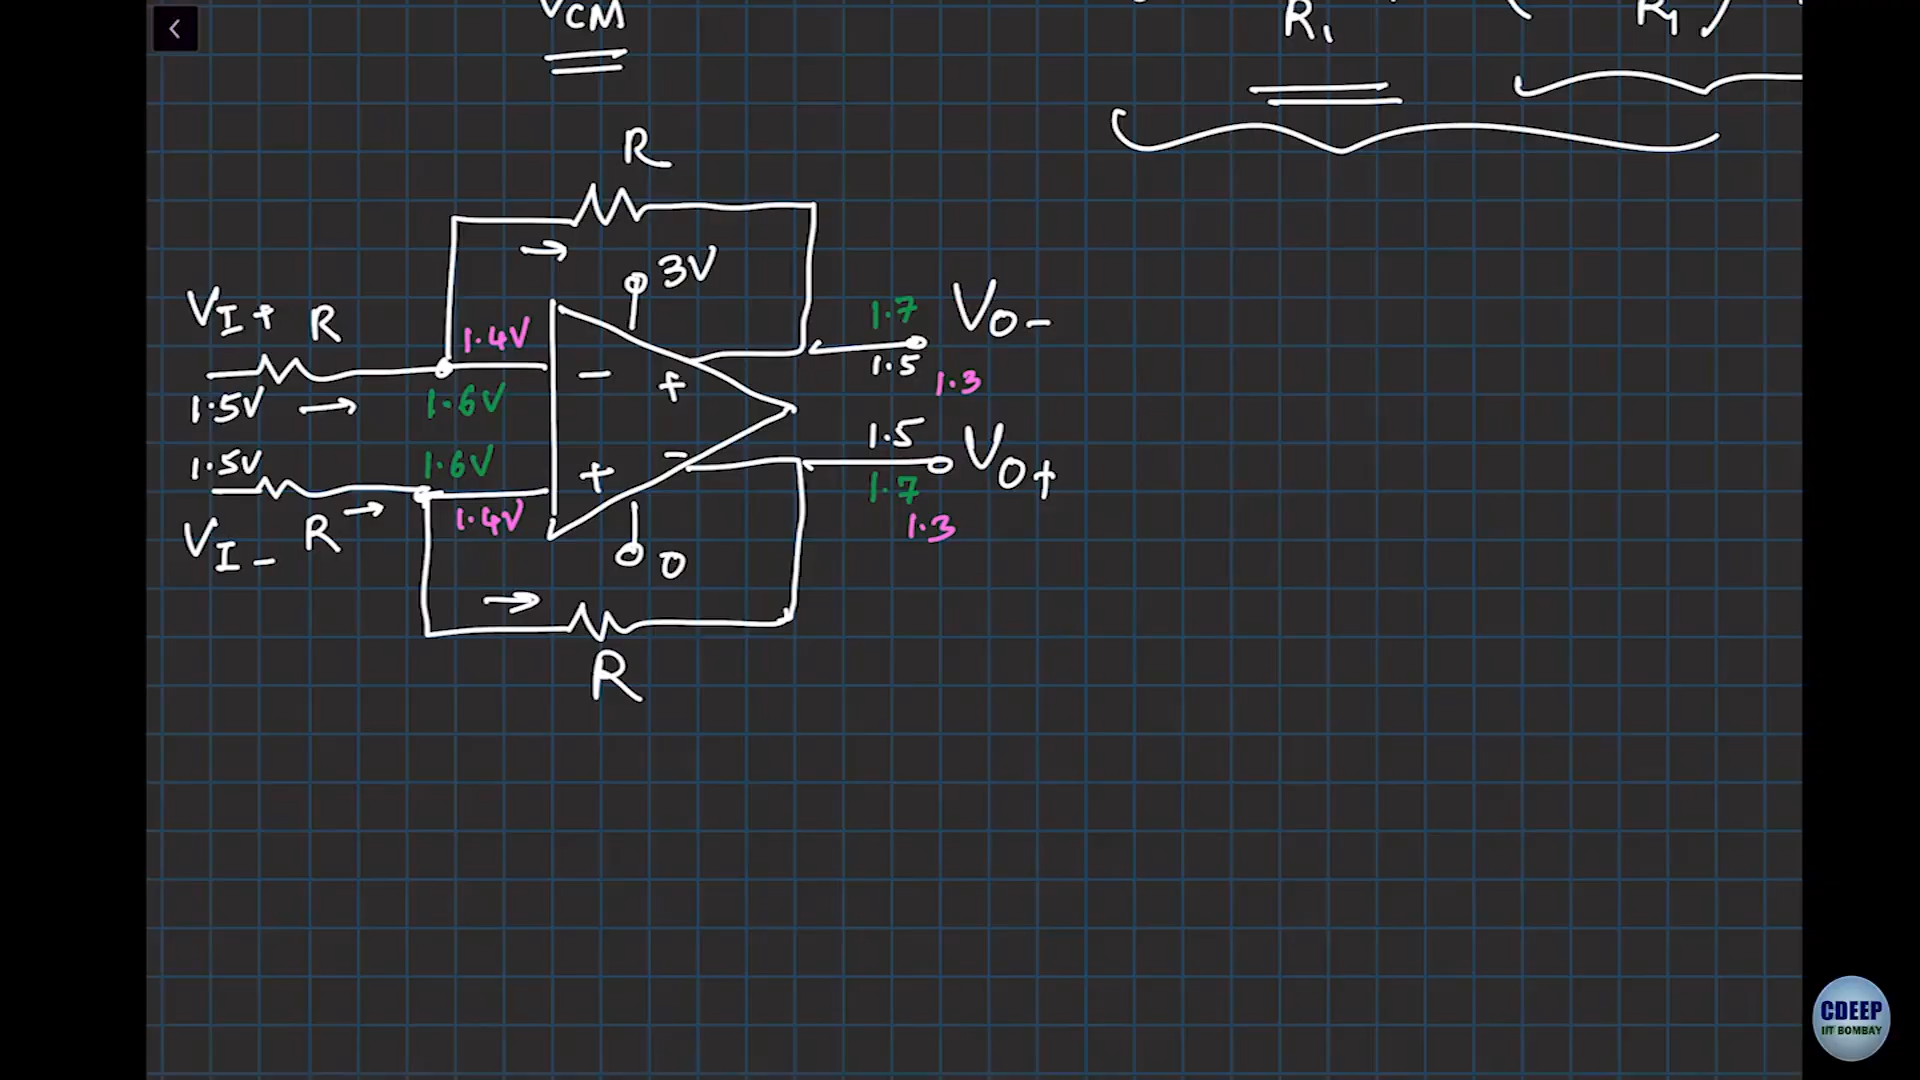 VCM
R1
R1
R
3V
VI+ R
1.4V
1.7
VO-
1.5
1.3
- +
1.5V
1.6V
1.5V
1.6V
1.5
VO+
+ -
1.7
1.3
1.4V
VI- R
0
R
CDEEP
IIT BOMBAY